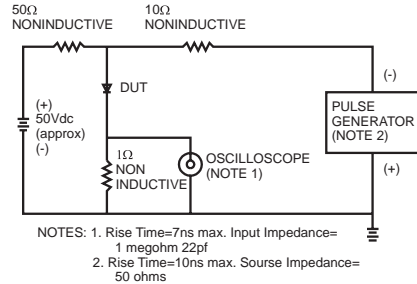 50Ω
NONINDUCTIVE
10Ω
NONINDUCTIVE
DUT
(+)
50Vdc
(approx)
(-)
1Ω
NON
INDUCTIVE
OSCILLOSCOPE
(NOTE 1)
(-)
PULSE
GENERATOR
(NOTE 2)
(+)
NOTES: 1. Rise Time=7ns max. Input Impedance=
1 megohm 22pf
2. Rise Time=10ns max. Sourse Impedance=
50 ohms